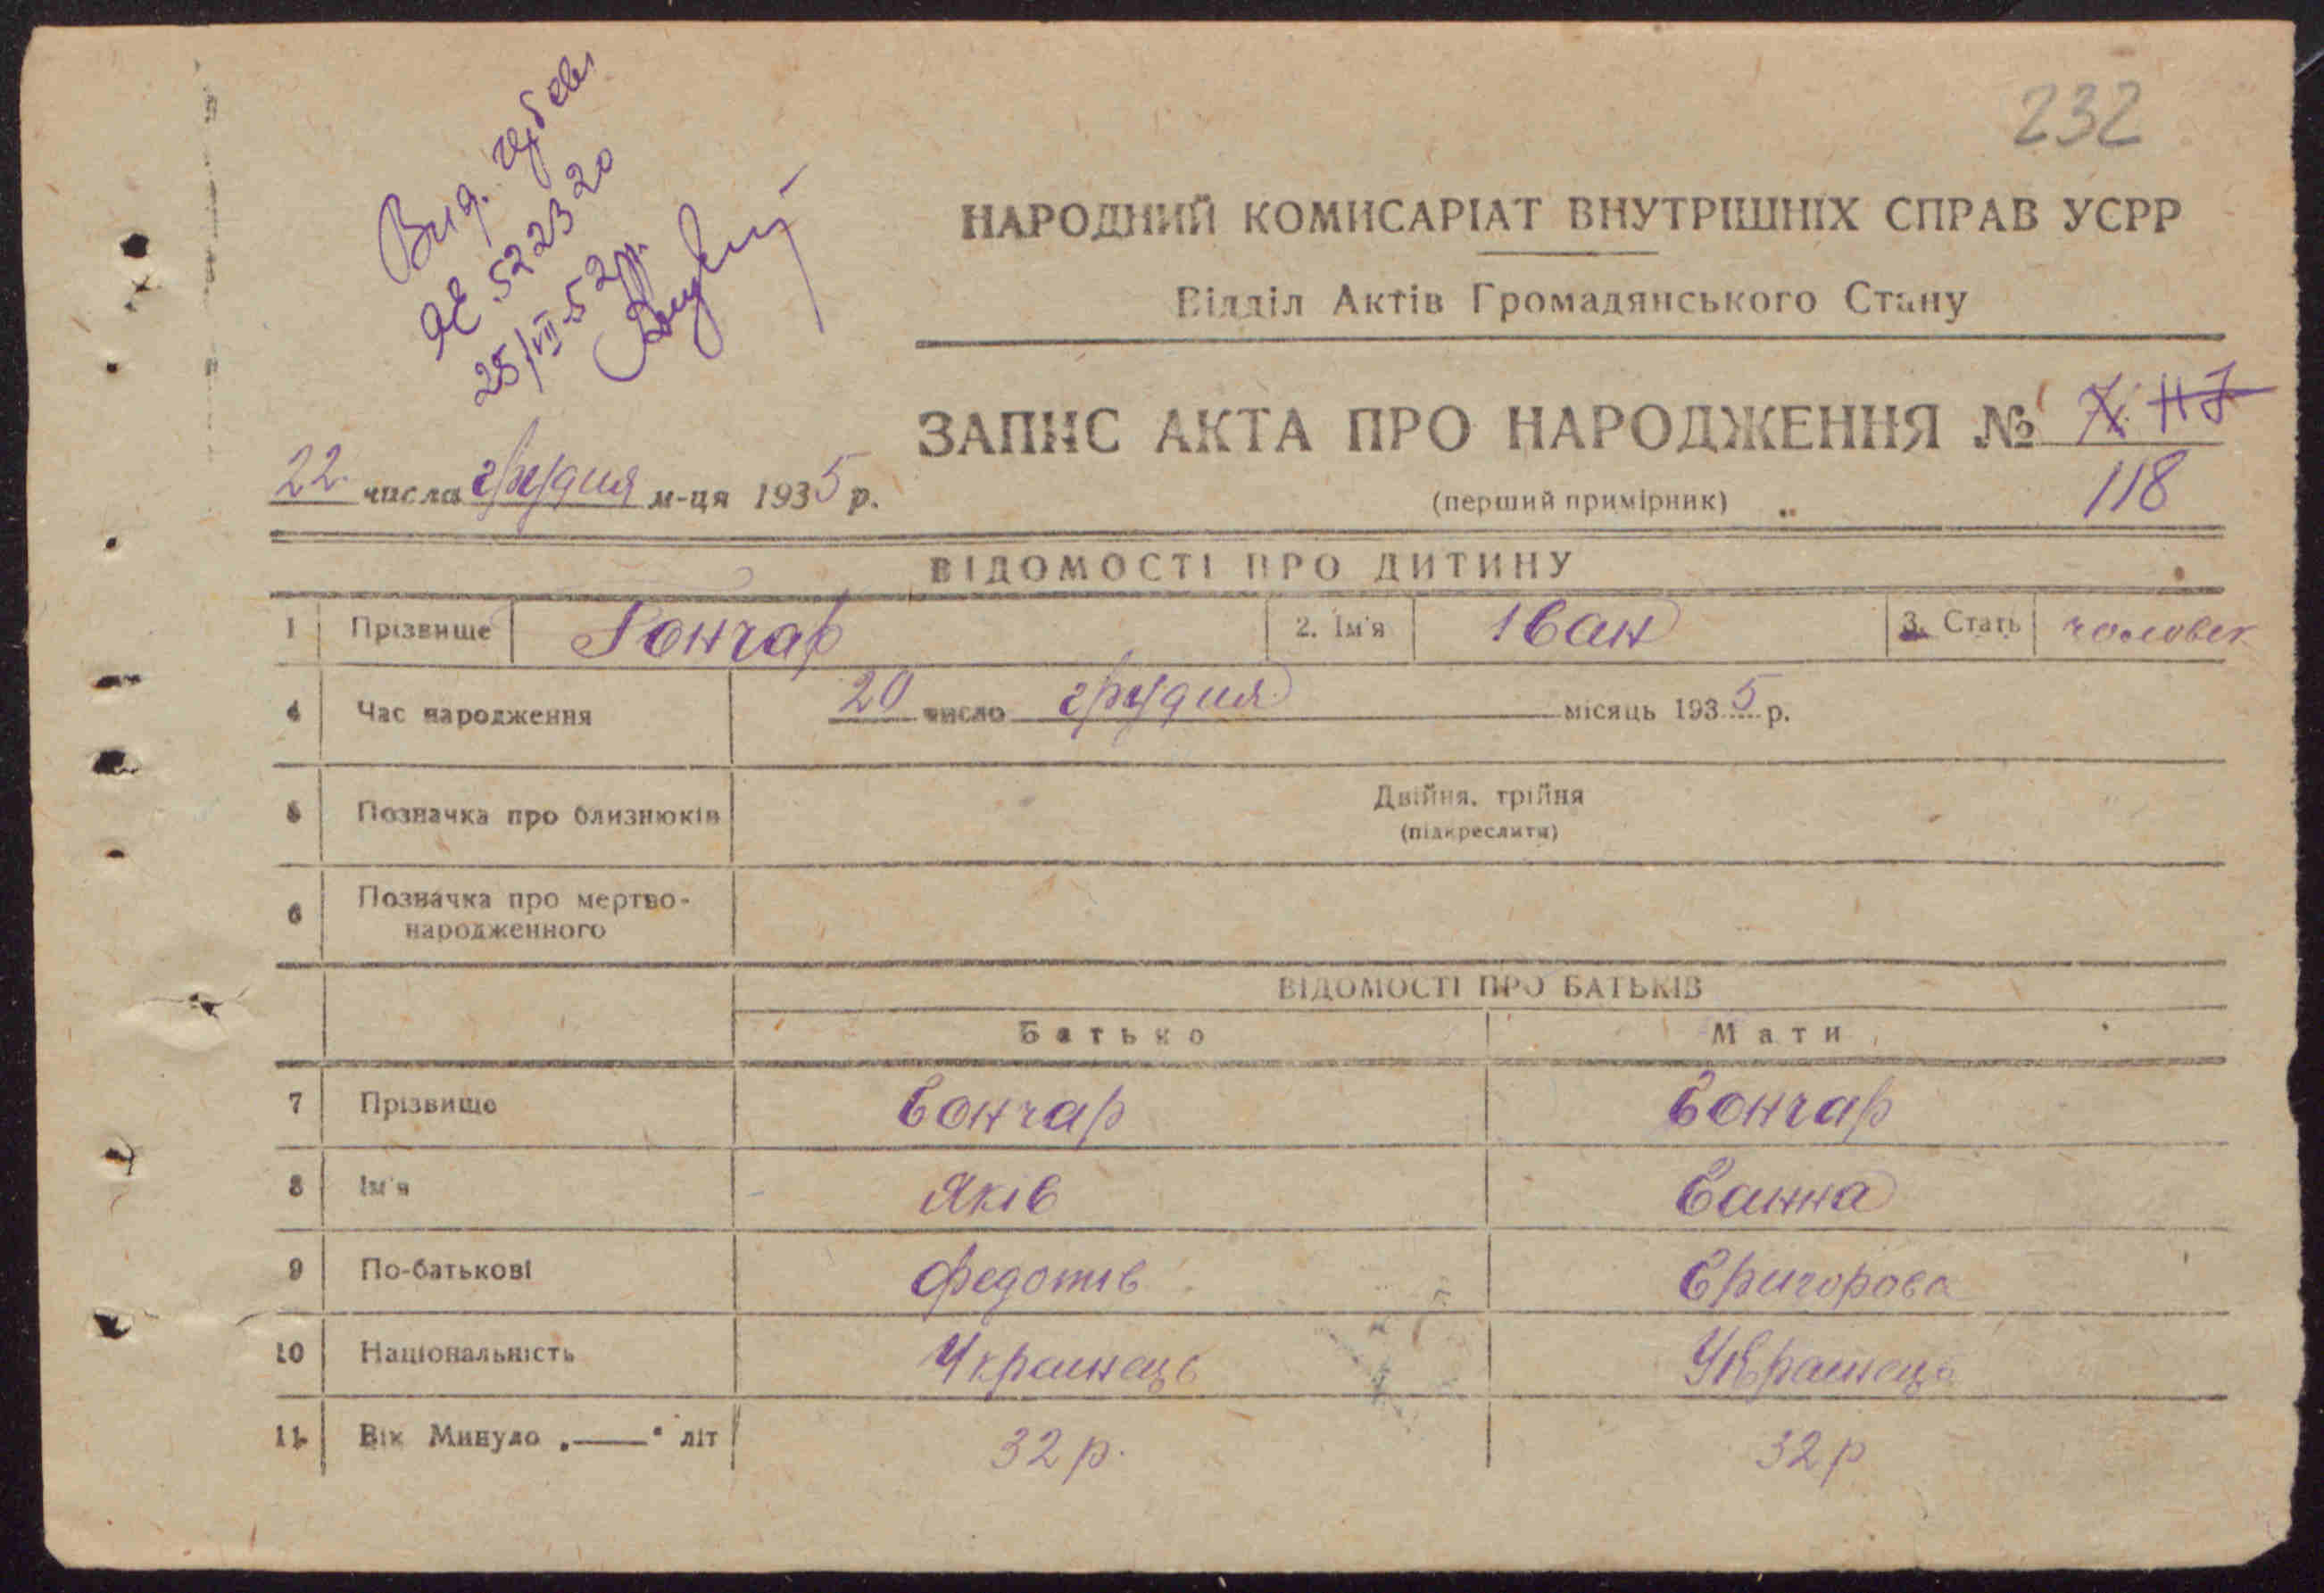 232
Вид. дубев
ЯЕ 522320
25/VII-52 р.
НАРОДНИЙ КОМИСАРІАТ ВНУТРІШНІХ СПРАВ УСРР
Відділ Актів Громадянського Стану
ЗАПИС АКТА ПРО НАРОДЖЕННЯ №
118
22 числа грудня м-ця 1935 р.
(перший примірник)
ВІДОМОСТІ ПРО ДИТИНУ
1 Прізвище Гончар 2. Ім'я Іван 3. Стать чоловек
4 Час народження 20 число грудня місяць 1935 р.
5 Позначка про близнюків Двійня, трійня
(підкреслити)
6 Позначка про мертво-
народженного
ВІДОМОСТІ ПРО БАТЬКІВ
Батько Мати
7 Прізвище Гончар Гончар
8 Ім'я Яків Ганна
9 По-батькові Федотів Григорова
10 Національність Украинець Украинець
11 Вік Минуло „——" літ 32 р. 32 р